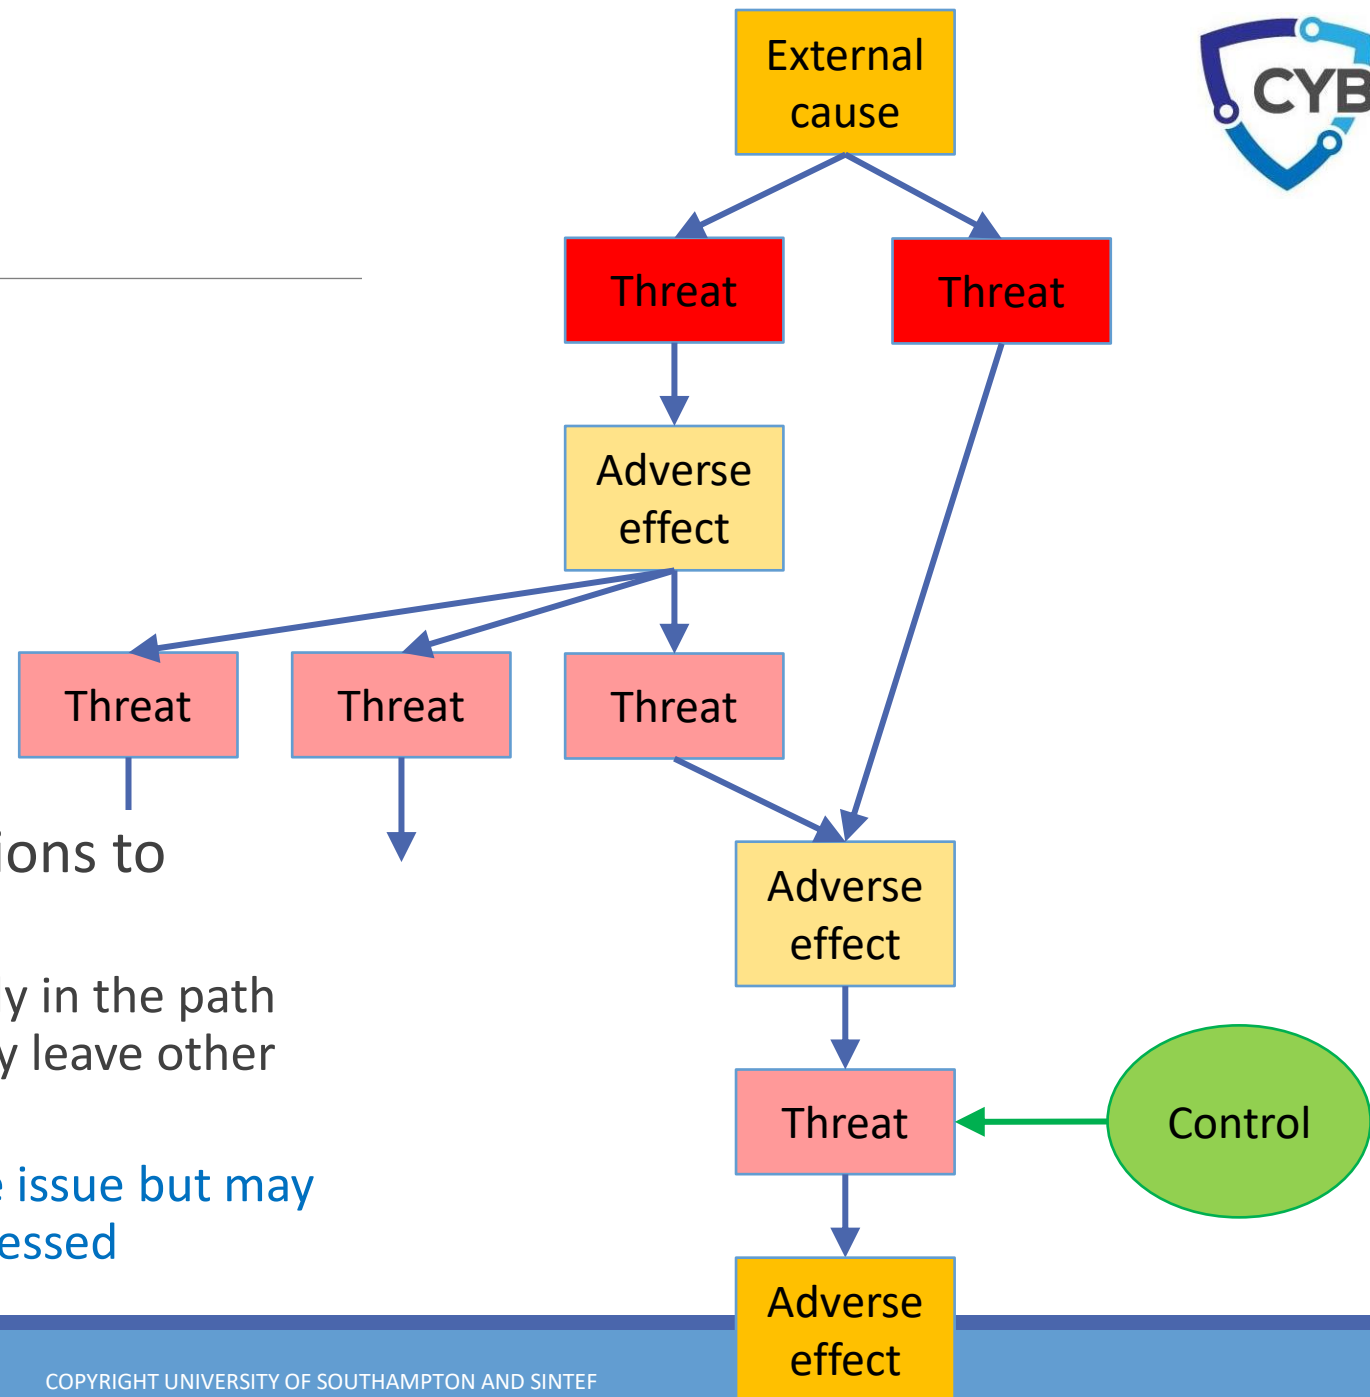 External
cause
CYB
Threat
Threat
Adverse
effect
Threat
Threat
Threat
ions to
Adverse
effect
ly in the path
y leave other
Threat
Control
e issue but may
essed
Adverse
effect
COPYRIGHT UNIVERSITY OF SOUTHAMPTON AND SINTEF